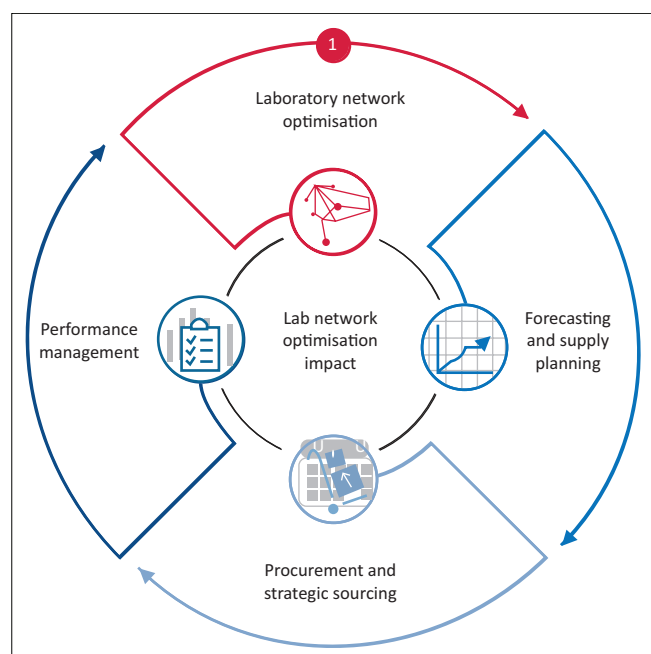 1
Laboratory network
optimisation
Performance
management
Lab network
optimisation
impact
Forecasting
and supply
planning
Procurement and
strategic sourcing